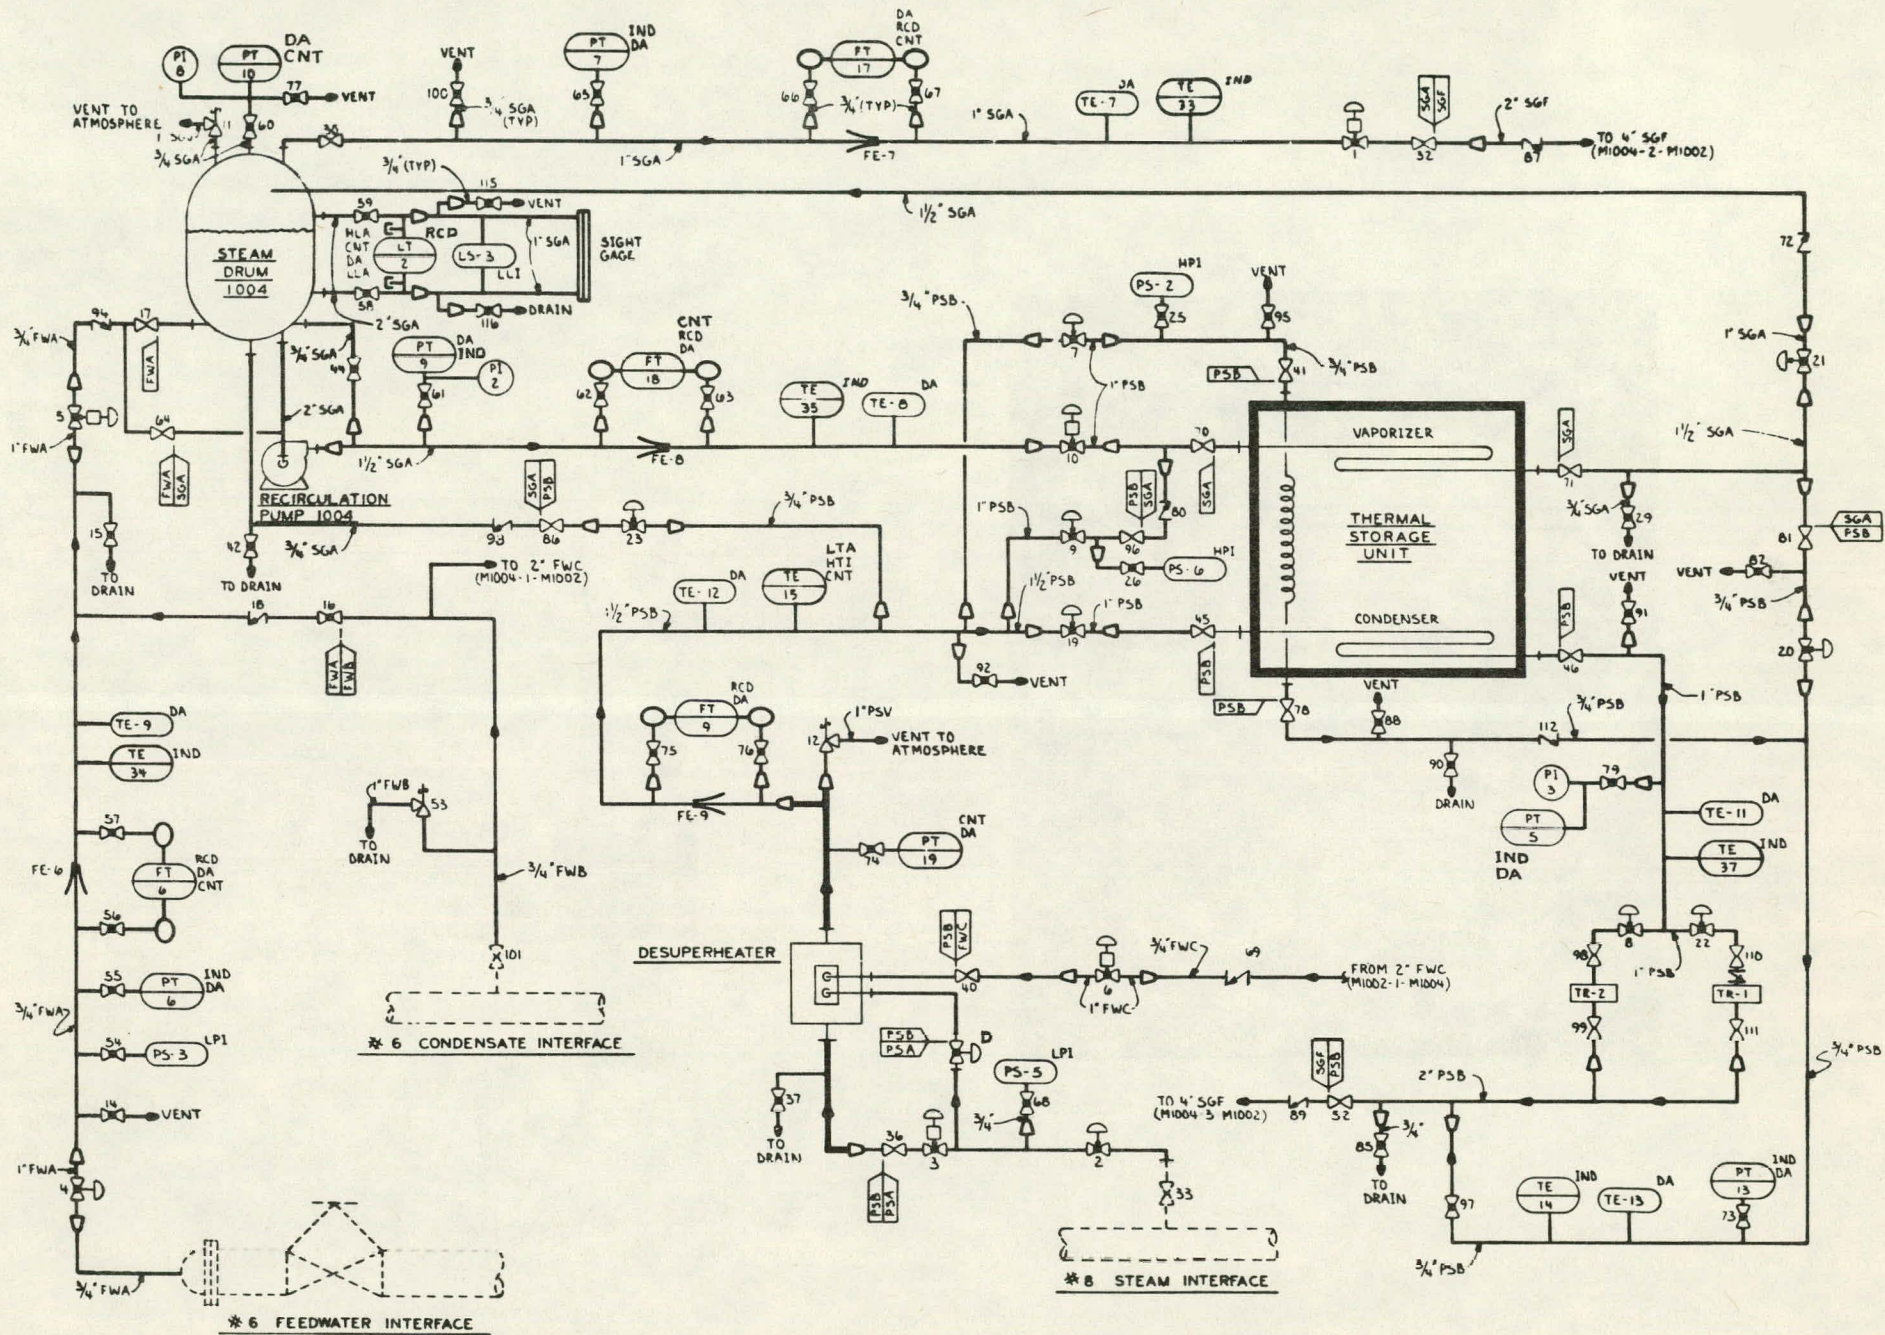 PI
8
PT
10
DA
CNT
77
VENT
VENT TO
ATMOSPHERE
11
60
3/4 SGA
38
VENT
100
3/4" SGA
(TYP)
PT
7
IND
DA
65
1" SGA
DA
RCD
CNT
FT
17
66
67
3/4" (TYP)
FE-7
1" SGA
TE-7
DA
TE
33
IND
1
SGA
SGF
32
2" SGF
87
TO 4" SGF
(M1004-2-M1002)
3/4" (TYP)
115
VENT
59
HLA
CNT
DA
LLA
LT
2
RCD
LS-3
LLI
1" SGA
SIGHT
GAGE
58
116
DRAIN
2" SGA
STEAM
DRUM
1004
1 1/2" SGA
72
94
17
3/4" FWA
FWA
3/4" SGA
44
2" SGA
64
FWA
SGA
5
1" FWA
RECIRCULATION
PUMP 1004
PT
9
DA
IND
PI
2
61
1 1/2" SGA
CNT
RCD
DA
FT
18
62
63
FE-8
TE
35
IND
TE-8
DA
3/4" PSB
HPI
PS-2
25
VENT
95
7
3/4" PSB
1" PSB
PSB
41
10
70
SGA
VAPORIZER
THERMAL
STORAGE
UNIT
CONDENSER
SGA
71
1" SGA
21
1 1/2" SGA
3/4" SGA
29
TO DRAIN
81
SGA
PSB
82
VENT
3/4" PSB
VENT
91
20
15
TO
DRAIN
42
TO DRAIN
3/4" SGA
SGA
PSB
93
86
23
3/4" PSB
1" PSB
PSB
SGA
80
9
96
26
PS-6
HPI
TO 2" FWC
(M1004-1-M1002)
TE-12
DA
TE
15
LTA
HTI
CNT
1 1/2" PSB
1 1/2" PSB
19
1" PSB
45
PSB
PSB
46
18
16
FWA
FWB
92
VENT
PSB
78
VENT
88
112
3/4" PSB
1" PSB
90
DRAIN
TE-9
DA
TE
34
IND
FT
9
RCD
DA
75
76
FE-9
12
1" PSV
VENT TO
ATMOSPHERE
PI
3
79
PT
5
IND
DA
TE-11
DA
TE
37
IND
1" FWB
53
TO
DRAIN
3/4" FWB
57
FE-6
FT
6
RCD
DA
CNT
56
74
PT
19
CNT
DA
8
22
1" PSB
98
110
TR-2
TR-1
99
111
55
PT
6
IND
DA
3/4" FWA
54
PS-3
LPI
14
VENT
101
# 6 CONDENSATE INTERFACE
DESUPERHEATER
PSB
FWC
40
6
1" FWC
3/4" FWC
69
FROM 2" FWC
(M1002-1-M1004)
PSB
PSA
D
PS-5
LPI
68
3/4"
37
TO
DRAIN
36
3
PSB
PSA
2
33
# 8 STEAM INTERFACE
TO 4" SGF
(M1004-3-M1002)
89
SGF
PSB
52
3/4"
85
TO
DRAIN
2" PSB
3/4" PSB
97
TE
14
IND
TE-13
DA
PT
13
IND
DA
73
3/4" PSB
1" FWA
4
3/4" FWA
# 6 FEEDWATER INTERFACE